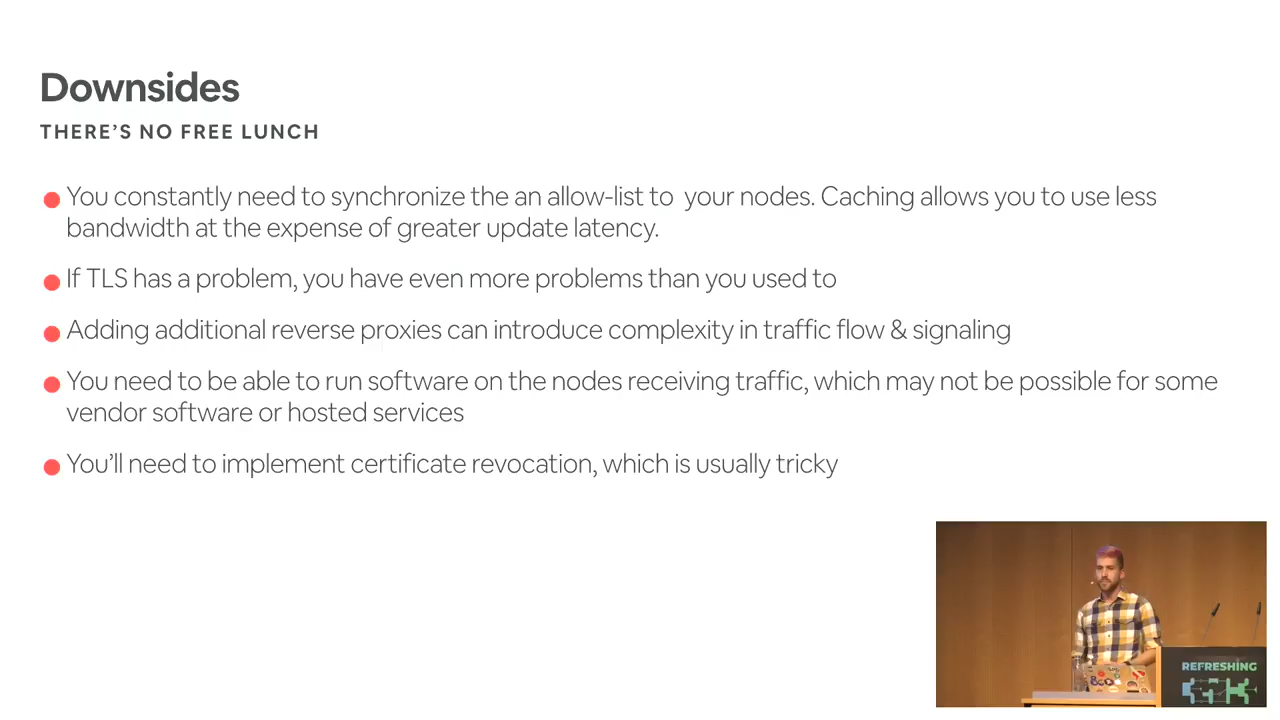 Downsides
THERE'S NO FREE LUNCH
You constantly need to synchronize the an allow-list to  your nodes. Caching allows you to use less
bandwidth at the expense of greater update latency.
If TLS has a problem, you have even more problems than you used to
Adding additional reverse proxies can introduce complexity in traffic flow & signaling
You need to be able to run software on the nodes receiving traffic, which may not be possible for some
vendor software or hosted services
You'll need to implement certificate revocation, which is usually tricky
REFRESHING